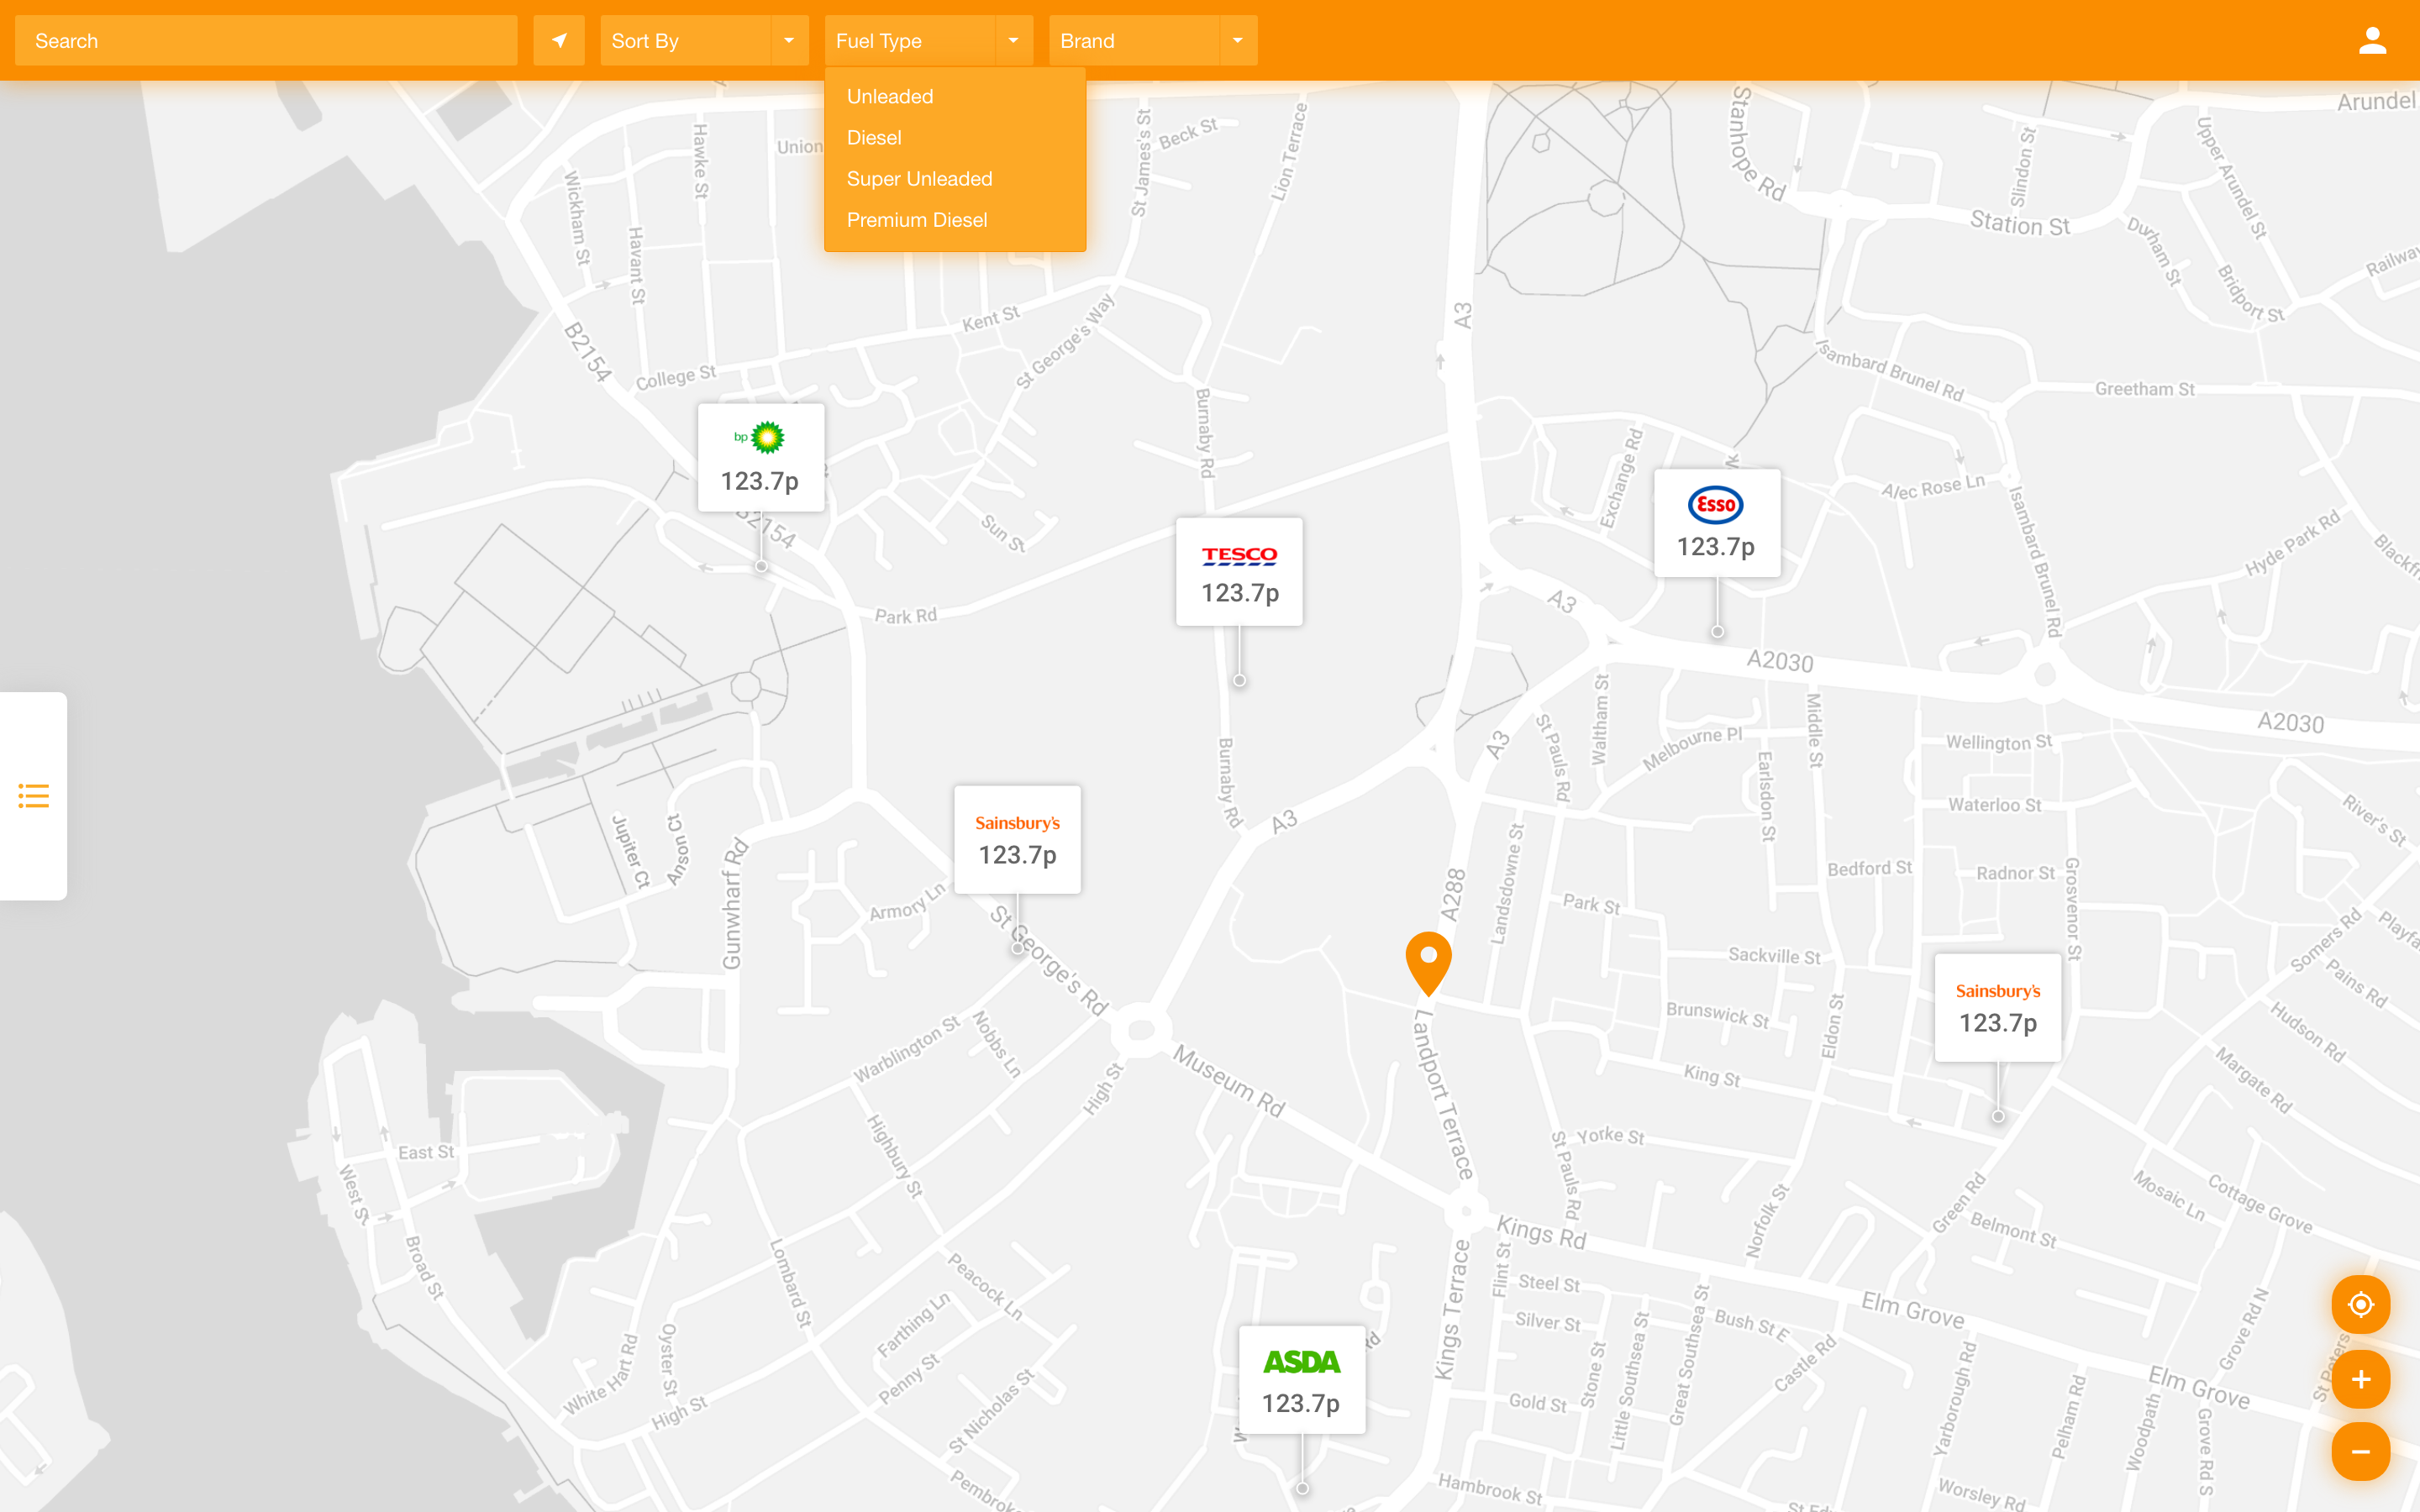 Search
Sort By
Fuel Type
Brand
Unleaded
Diesel
Super Unleaded
Premium Diesel
Arundel
Stanhope Rd
Slindon St
Upper Arundel St
Station St
Durham St
Railway
Bridport St
Hawke St
Union
Beck St
St James's St
Lion Terrace
Wickham St
Havant St
B2154
Kent St
St George's Way
A3
College St
Isambard Brunel Rd
Greetham St
Burnaby Rd
bp
123.7p
B2154
Sun St
Park Rd
TESCO
123.7p
Exchange Rd
Esso
123.7p
Alec Rose Ln
Isambard Brunel Rd
Hyde Park Rd
A3
A2030
A2030
Waltham St
St Pauls Rd
Melbourne Pl
Middle St
Earlsdon St
Wellington St
Waterloo St
River's St
A3
Burnaby Rd
A3
Jupiter Ct
Anson Ct
Gunwharf Rd
Sainsbury's
123.7p
Armory Ln
St George's Rd
A288
Landsdowne St
Park St
Bedford St
Radnor St
Grosvenor St
Sackville St
Somers Rd
Pains Rd
Sainsbury's
123.7p
Brunswick St
Eldon St
Hudson Rd
Margate Rd
Warblington St
Nobbs Ln
High St
Museum Rd
Landport Terrace
King St
Yorke St
St Pauls Rd
Norfolk St
Green Rd
Belmont St
Mosaic Ln
Cottage Grove
East St
West St
Broad St
Highbury St
Lombard St
Peacock Ln
Farthing Ln
Penny St
St Nicholas St
White Hart Rd
Oyster St
High St
Kings Rd
Kings Terrace
Flint St
Steel St
Silver St
Stone St
Little Southsea St
Great Southsea St
Bush St E
Castle Rd
Gold St
Elm Grove
Elm Grove
Grove Rd N
Yarborough Rd
Pelham Rd
Woodpath
Grove Rd S
Worsley Rd
Hambrook St
ASDA
123.7p